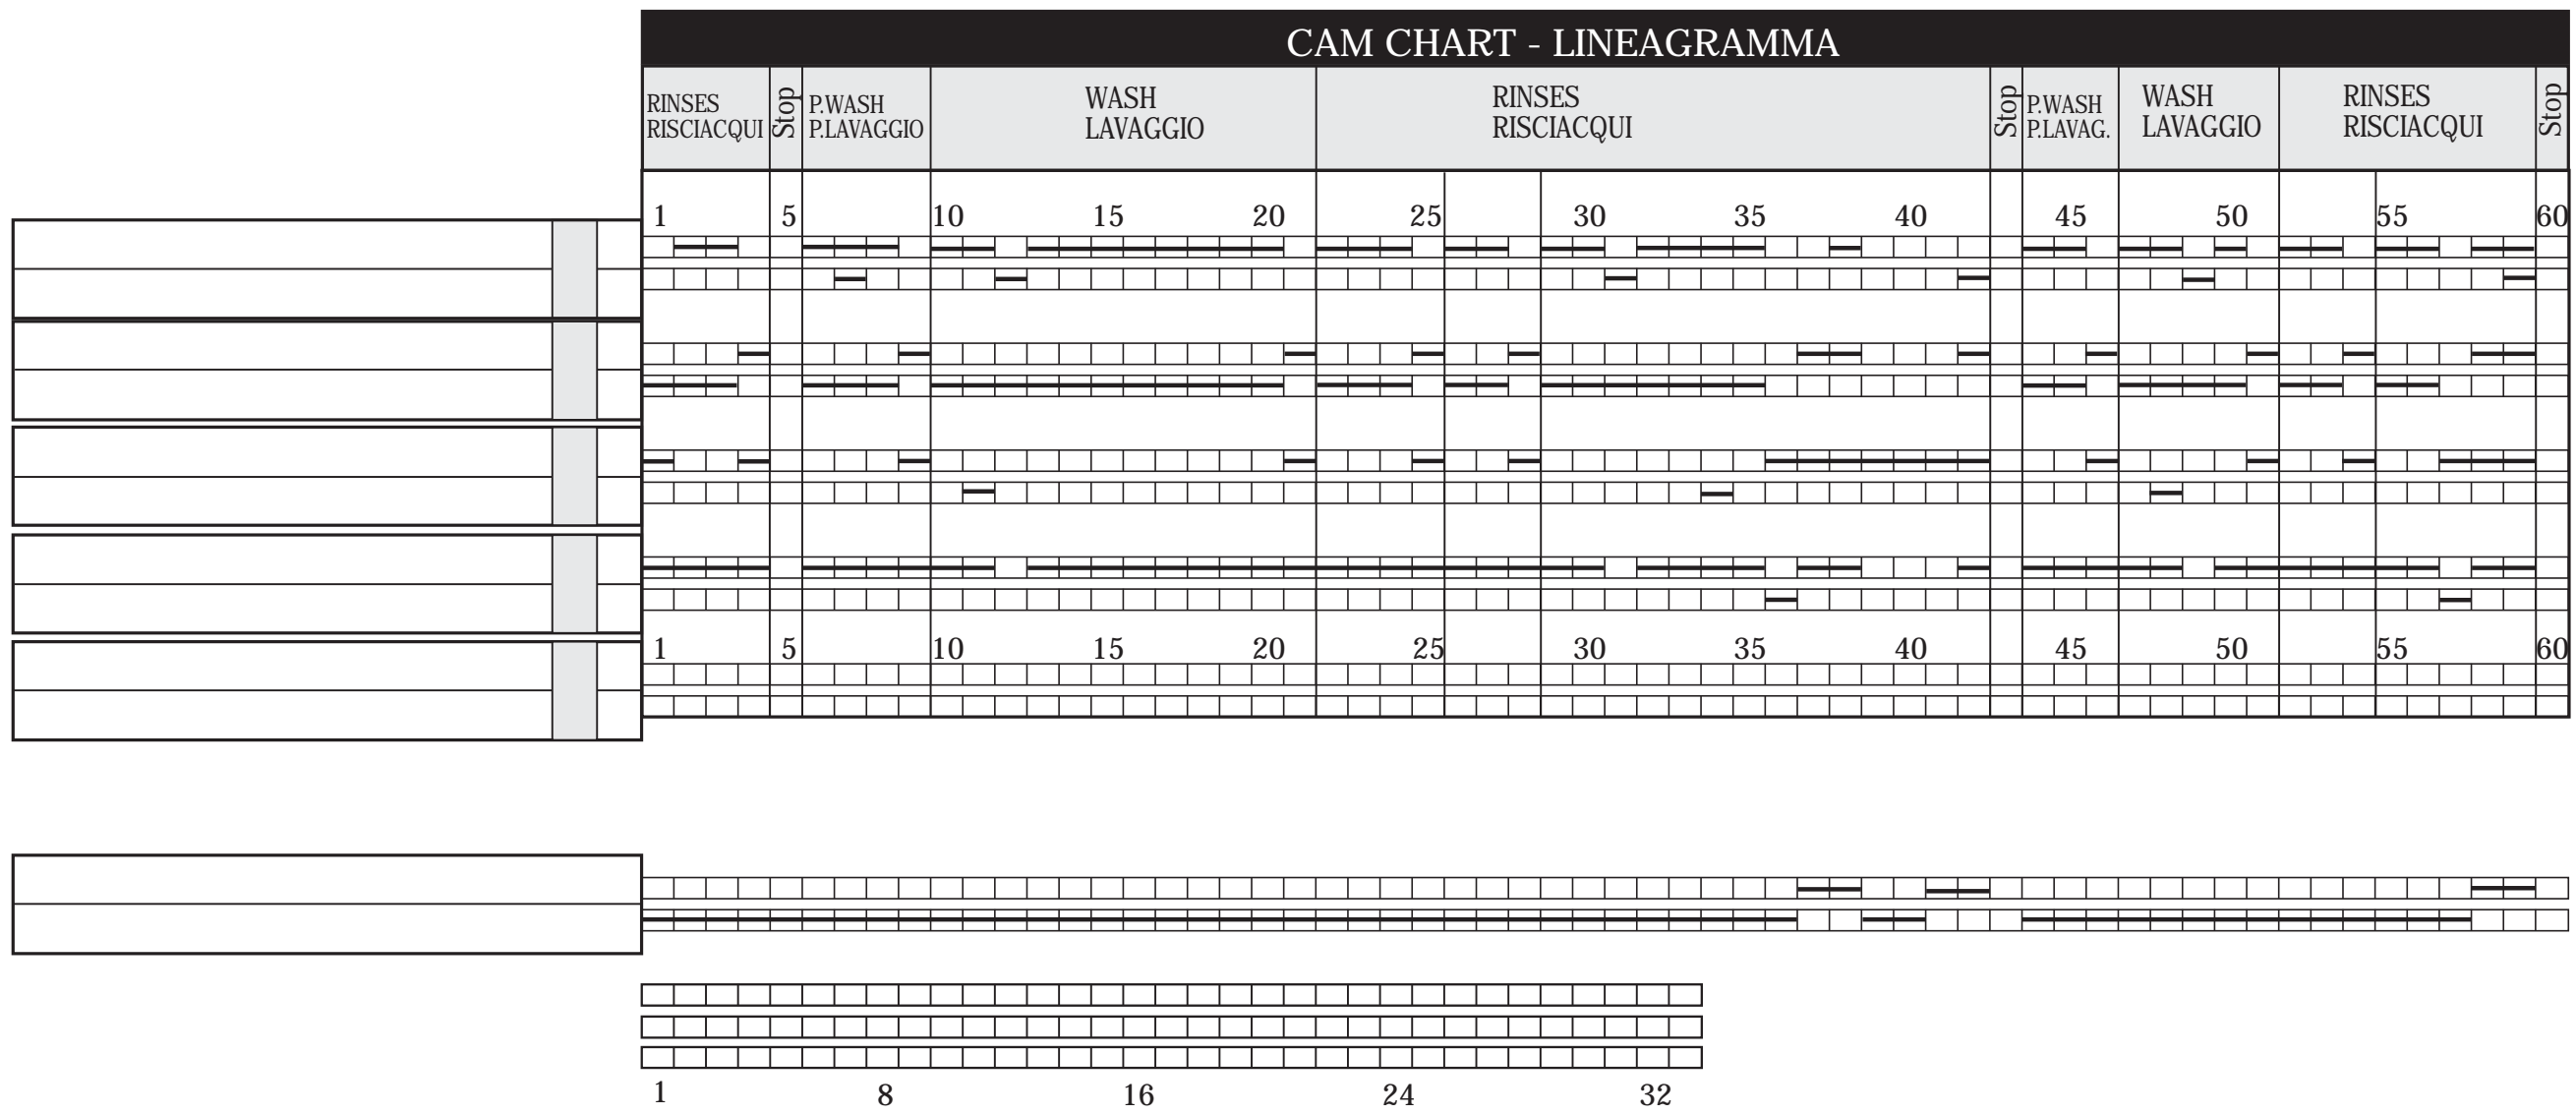 CAM CHART - LINEAGRAMMA
RINSES
RISCIACQUI
Stop
P.WASH
P.LAVAGGIO
WASH
LAVAGGIO
RINSES
RISCIACQUI
Stop
P.WASH
P.LAVAG.
WASH
LAVAGGIO
RINSES
RISCIACQUI
Stop
1 5 10 15 20 25 30 35 40 45 50 55 60
1 5 10 15 20 25 30 35 40 45 50 55 60
1 8 16 24 32